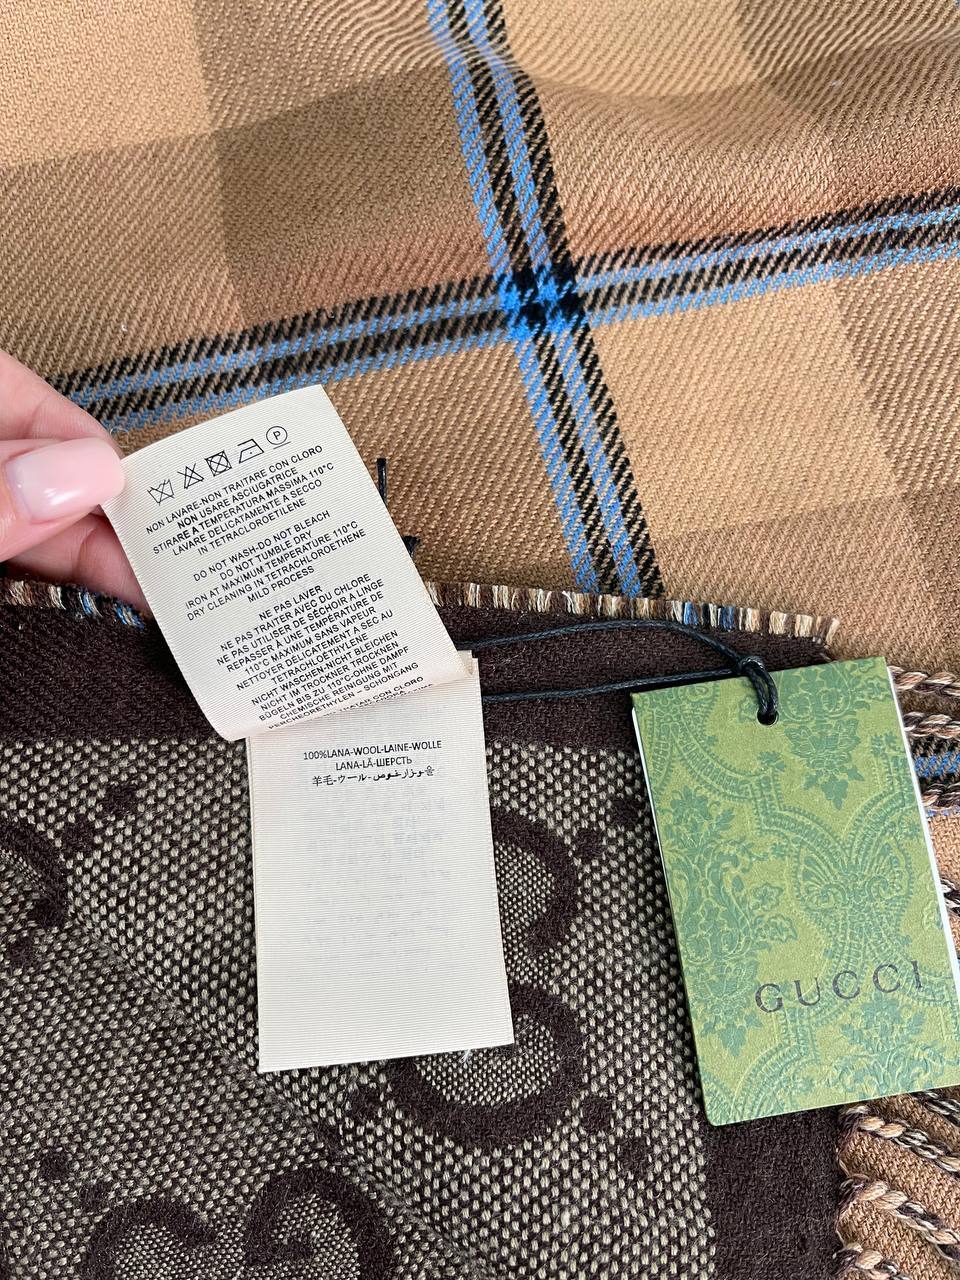 NON LAVARE-NON TRATTARE CON CLORO
NON USARE ASCIUGATRICE
STIRARE A TEMPERATURA MASSIMA 110°C
LAVARE DELICATAMENTE A SECCO
IN TETRACLOROETILENE
DO NOT WASH-DO NOT BLEACH
DO NOT TUMBLE DRY
IRON AT MAXIMUM TEMPERATURE 110°C
DRY CLEANING IN TETRACHLOROETHENE
MILD PROCESS
NE PAS LAVER
NE PAS TRAITER AVEC DU CHLORE
NE PAS UTILISER DE SÉCHOIR À LINGE
REPASSER À UNE TEMPÉRATURE DE
110°C MAXIMUM SANS VAPEUR
NETTOYER DÉLICATEMENT A SEC AU
TETRACHLOÉTHYLENE
NICHT WASCHEN-NICHT BLEICHEN
NICHT IM TROCKNER TROCKNEN
BÜGELN BIS ZU 110°C-OHNE DAMPF
CHEMISCHE REINIGUNG MIT
PERCHEORETHYLEN – SCHONGANG
TRATAR CON CLORO
100%LANA-WOOL-LAINE-WOLLE
LANA-LÃ-ШЕРСТЬ
羊毛-ウール-
P
GUCCI